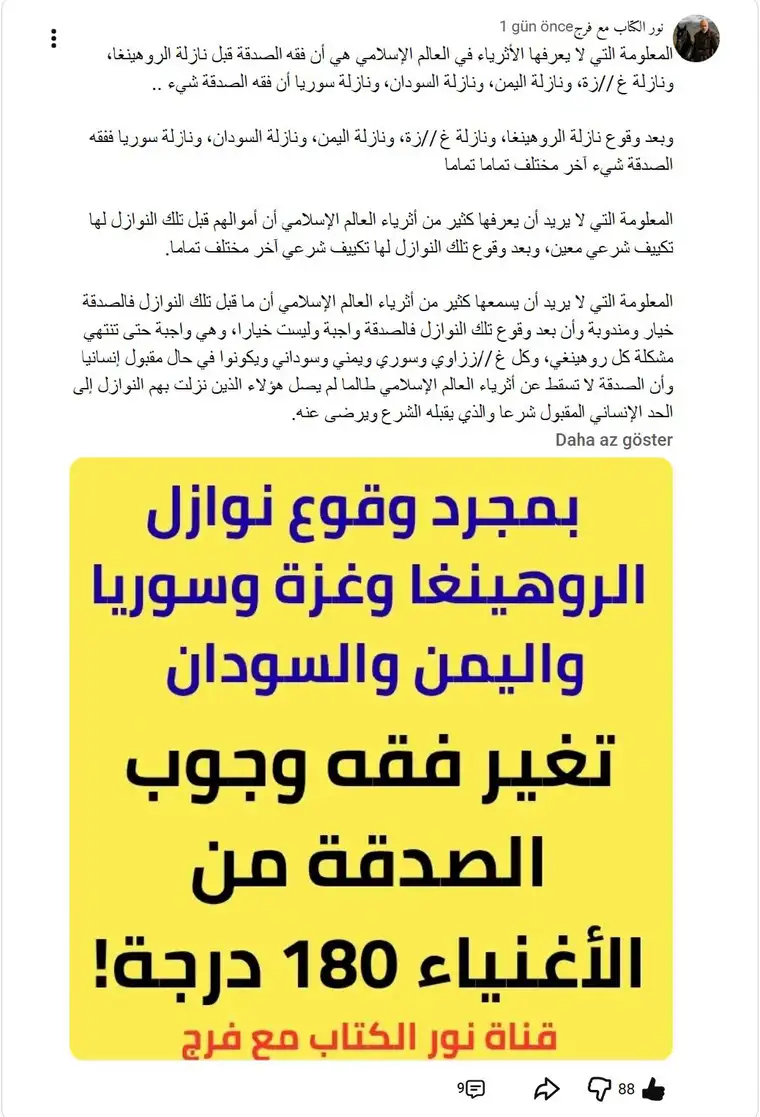 نور الكتاب مع فرج 1 gün önce
المعلومة التي لا يعرفها الأثرياء في العالم الإسلامي هي أن فقه الصدقة قبل نازلة الروهينغا،
ونازلة غ//زة، ونازلة اليمن، ونازلة السودان، ونازلة سوريا أن فقه الصدقة شيء ..
وبعد وقوع نازلة الروهينغا، ونازلة غ//زة، ونازلة اليمن، ونازلة السودان، ونازلة سوريا ففقه
الصدقة شيء آخر مختلف تماما تماما
المعلومة التي لا يريد أن يعرفها كثير من أثرياء العالم الإسلامي أن أموالهم قبل تلك النوازل لها
تكييف شرعي معين، وبعد وقوع تلك النوازل لها تكييف شرعي آخر مختلف تماما.
المعلومة التي لا يريد أن يسمعها كثير من أثرياء العالم الإسلامي أن ما قبل تلك النوازل فالصدقة
خيار ومندوبة وأن بعد وقوع تلك النوازل فالصدقة واجبة وليست خيارا، وهي واجبة حتى تنتهي
مشكلة كل روهينغي، وكل غ//ززاوي وسوري ويمني وسوداني ويكونوا في حال مقبول إنسانيا
وأن الصدقة لا تسقط عن أثرياء العالم الإسلامي طالما لم يصل هؤلاء الذين نزلت بهم النوازل إلى
الحد الإنساني المقبول شرعا والذي يقبله الشرع ويرضى عنه.
Daha az göster
بمجرد وقوع نوازل
الروهينغا وغزة وسوريا
واليمن والسودان
تغير فقه وجوب
الصدقة من
الأغنياء 180 درجة!
قناة نور الكتاب مع فرج
88 9